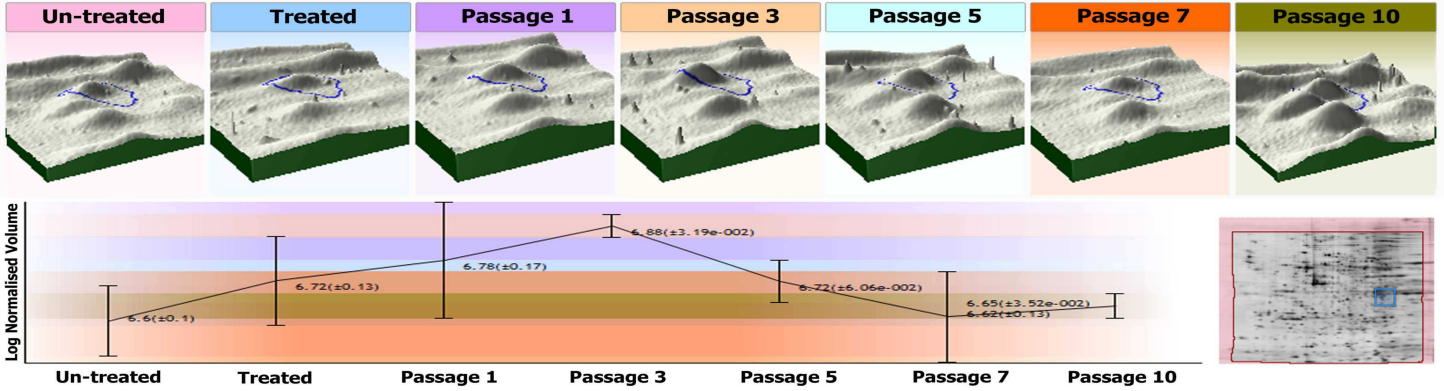 Un-treated
Treated
Passage 1
Passage 3
Passage 5
Passage 7
Passage 10
Log Normalised Volume
6.6(±0.1)
6.72(±0.13)
6.78(±0.17)
6.88(±3.19e-002)
6.72(±6.06e-002)
6.65(±3.52e-002)
6.62(±0.13)
Un-treated
Treated
Passage 1
Passage 3
Passage 5
Passage 7
Passage 10